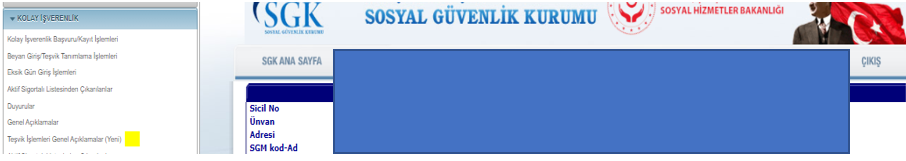 KOLAY İŞVERENLİK
Kolay İşverenlik Başvuru/Kayıt İşlemleri
Beyan Giriş/Teşvik Tanımlama İşlemleri
Eksik Gün Giriş İşlemleri
Aktif Sigortalı Listesinden Çıkarılanlar
Duyurular
Genel Açıklamalar
Teşvik İşlemleri Genel Açıklamalar (Yeni)
SGK
SOSYAL GÜVENLİK KURUMU
SOSYAL GÜVENLİK KURUMU
SOSYAL HİZMETLER BAKANLIĞI
SGK ANA SAYFA
ÇIKIŞ
Sicil No
Ünvan
Adresi
SGM kod-Ad